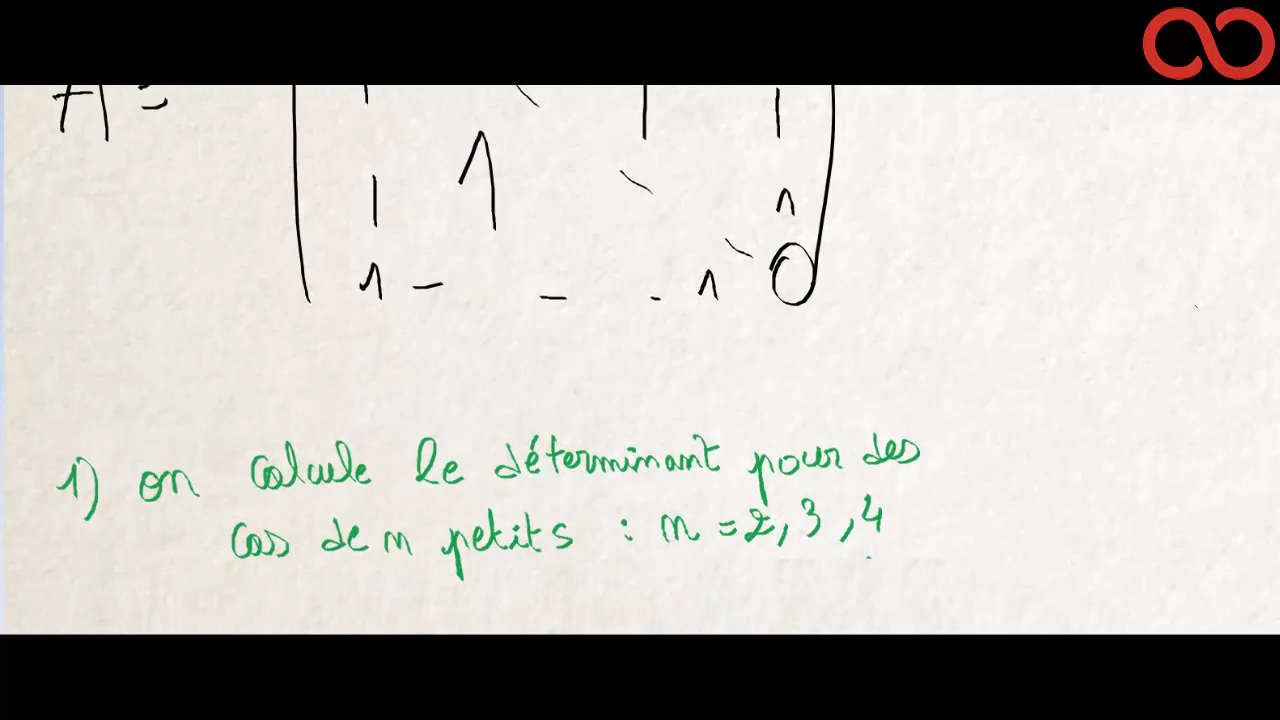 A =
1
1
1 - - . 1 0
1) on calcule le déterminant pour des
cas de n petits : n = 2, 3, 4